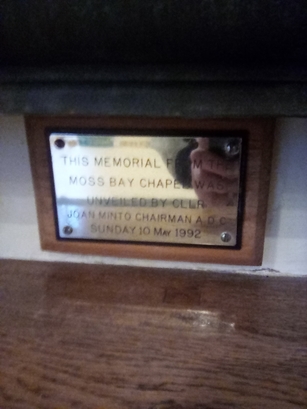 THIS MEMORIAL FROM THE
MOSS BAY CHAPEL WAS
UNVEILED BY CLLR
JOAN MINTO CHAIRMAN A.D.C
SUNDAY 10 MAY 1992